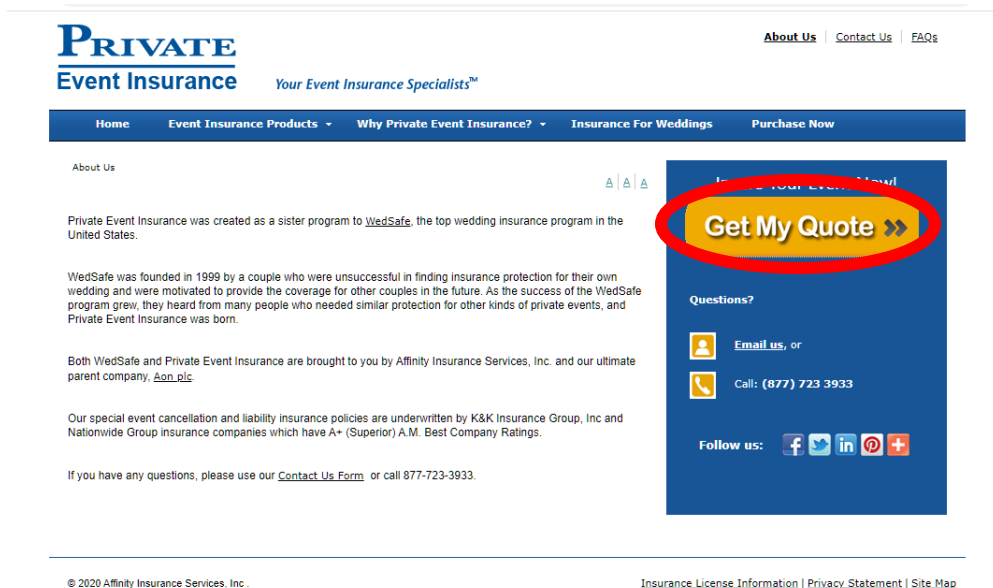 PRIVATE
Event Insurance
Your Event Insurance Specialists™
About Us | Contact Us | FAQs
Home Event Insurance Products Why Private Event Insurance? Insurance For Weddings Purchase Now
About Us
A | A | A
Private Event Insurance was created as a sister program to WedSafe, the top wedding insurance program in the
United States.
WedSafe was founded in 1999 by a couple who were unsuccessful in finding insurance protection for their own
wedding and were motivated to provide the coverage for other couples in the future. As the success of the WedSafe
program grew, they heard from many people who needed similar protection for other kinds of private events, and
Private Event Insurance was born.
Both WedSafe and Private Event Insurance are brought to you by Affinity Insurance Services, Inc. and our ultimate
parent company, Aon plc.
Our special event cancellation and liability insurance policies are underwritten by K&K Insurance Group, Inc and
Nationwide Group insurance companies which have A+ (Superior) A.M. Best Company Ratings.
If you have any questions, please use our Contact Us Form or call 877-723-3933.
Your Event Now!
Get My Quote »
Questions?
Email us, or
Call: (877) 723 3933
Follow us:
© 2020 Affinity Insurance Services, Inc .
Insurance License Information | Privacy Statement | Site Map